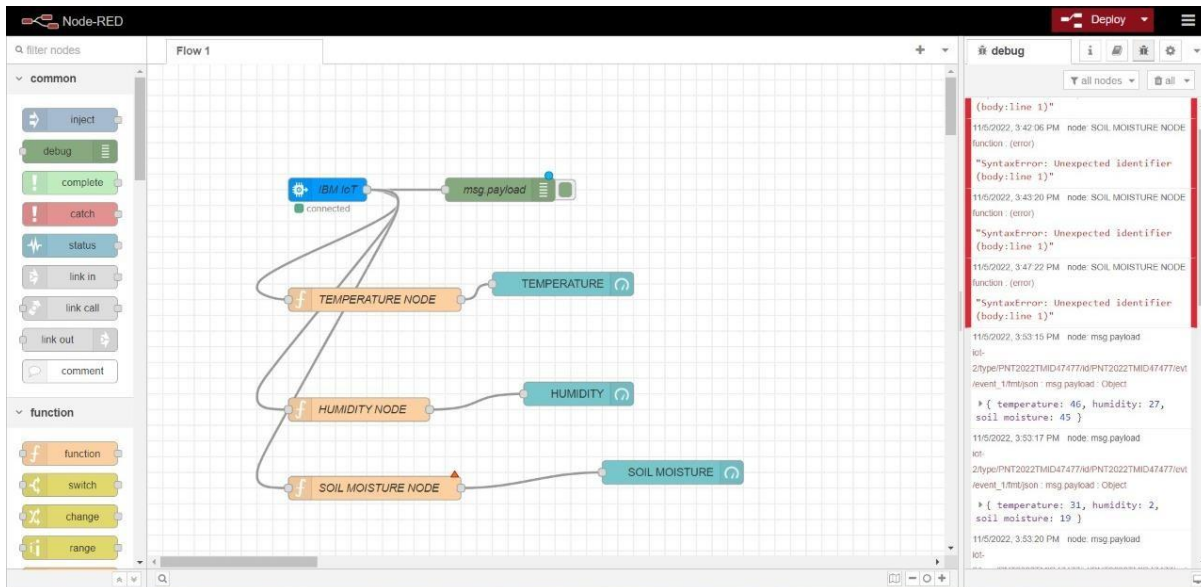 Node-RED
Deploy
filter nodes
Flow 1
debug
i
all nodes
all
common
inject
debug
complete
catch
status
link in
link call
link out
comment
function
function
switch
change
range
IBM IoT
connected
msg.payload
TEMPERATURE NODE
TEMPERATURE
HUMIDITY NODE
HUMIDITY
SOIL MOISTURE NODE
SOIL MOISTURE
(body:line 1)"
11/5/2022, 3:42:06 PM node: SOIL MOISTURE NODE
function : (error)
"SyntaxError: Unexpected identifier
(body:line 1)"
11/5/2022, 3:43:20 PM node: SOIL MOISTURE NODE
function : (error)
"SyntaxError: Unexpected identifier
(body:line 1)"
11/5/2022, 3:47:22 PM node: SOIL MOISTURE NODE
function : (error)
"SyntaxError: Unexpected identifier
(body:line 1)"
11/5/2022, 3:53:15 PM node: msg.payload
iot-
2/type/PNT2022TMID47477/id/PNT2022TMID47477/evt
/event_1/fmt/json : msg.payload : Object
{ temperature: 46, humidity: 27,
soil moisture: 45 }
11/5/2022, 3:53:17 PM node: msg.payload
iot-
2/type/PNT2022TMID47477/id/PNT2022TMID47477/evt
/event_1/fmt/json : msg.payload : Object
{ temperature: 31, humidity: 2,
soil moisture: 19 }
11/5/2022, 3:53:20 PM node: msg.payload
iot-